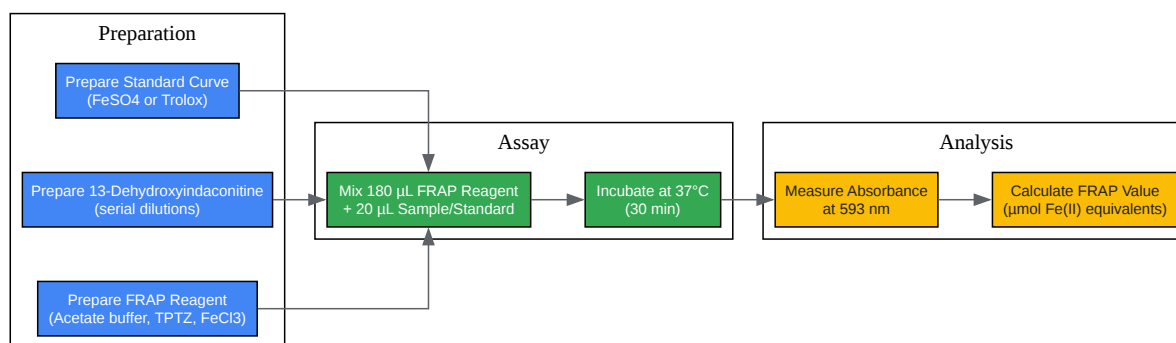 Preparation
Prepare Standard Curve
(FeSO4 or Trolox)
Prepare 13-Dehydroxyindaconitine
(serial dilutions)
Prepare FRAP Reagent
(Acetate buffer, TPTZ, FeCl3)
Assay
Mix 180 µL FRAP Reagent
+ 20 µL Sample/Standard
Incubate at 37°C
(30 min)
Analysis
Measure Absorbance
at 593 nm
Calculate FRAP Value
(µmol Fe(II) equivalents)